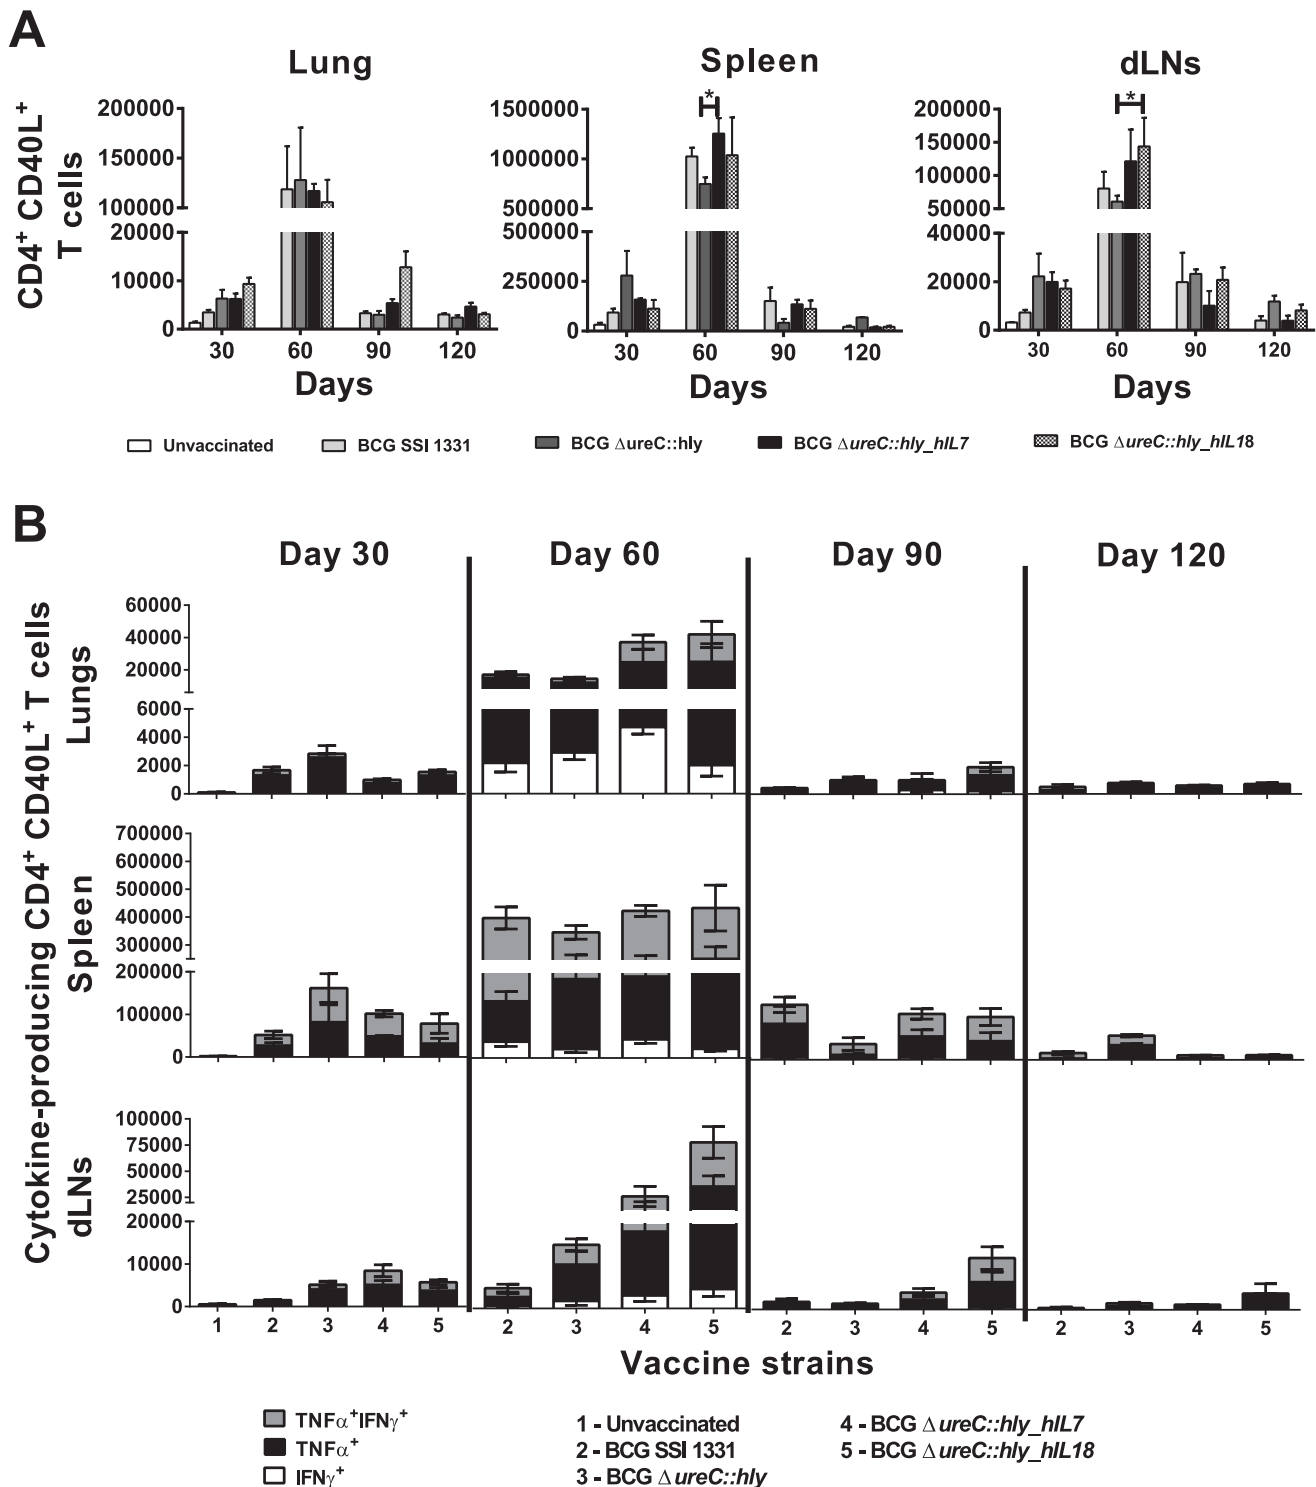 A
Lung
Spleen
dLNs
CD4⁺ CD40L⁺
T cells
200000
150000
100000
20000
10000
0
30 60 90 120
Days
1500000
1000000
500000
500000
250000
0
*
30 60 90 120
Days
200000
150000
100000
50000
40000
20000
0
*
30 60 90 120
Days
Unvaccinated
BCG SSI 1331
BCG ΔureC::hly
BCG ΔureC::hly_hIL7
BCG ΔureC::hly_hIL18
B
Day 30
Day 60
Day 90
Day 120
Cytokine-producing CD4⁺ CD40L⁺ T cells
Lungs
60000
40000
20000
6000
4000
2000
0
Spleen
700000
600000
500000
400000
300000
200000
100000
0
dLNs
100000
75000
50000
25000
20000
10000
0
1 2 3 4 5
2 3 4 5
2 3 4 5
2 3 4 5
Vaccine strains
TNFα⁺IFNγ⁺
TNFα⁺
IFNγ⁺
1 - Unvaccinated
2 - BCG SSI 1331
3 - BCG ΔureC::hly
4 - BCG ΔureC::hly_hIL7
5 - BCG ΔureC::hly_hIL18